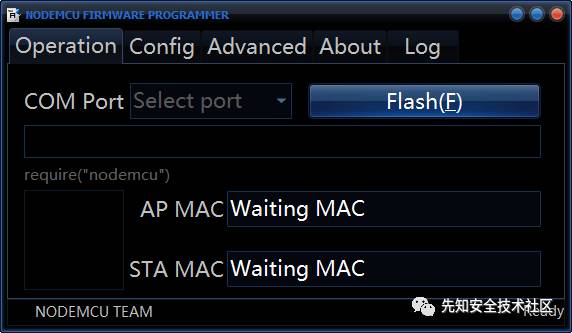 NODEMCU FIRMWARE PROGRAMMER
Operation Config Advanced About Log
COM Port Select port Flash(F)
require("nodemcu")
AP MAC Waiting MAC
STA MAC Waiting MAC
先知安全技术社区
NODEMCU TEAM Ready